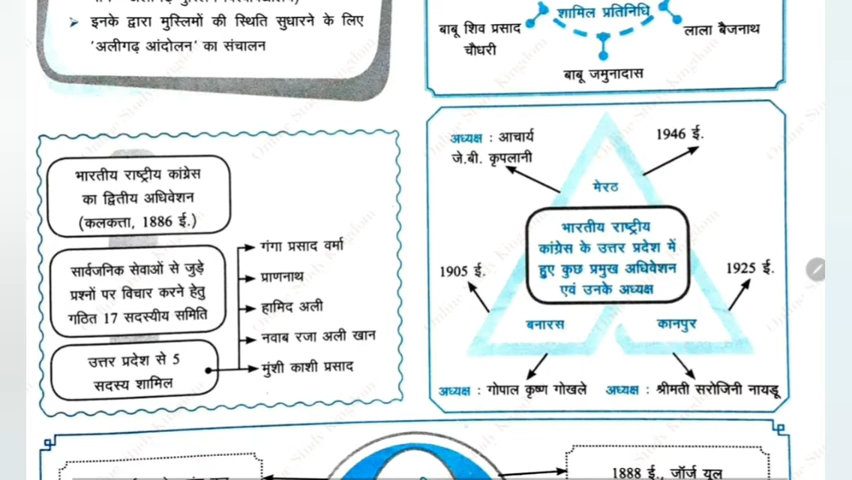 ➤ इनके द्वारा मुस्लिमों की स्थिति सुधारने के लिए
'अलीगढ़ आंदोलन' का संचालन
शामिल प्रतिनिधि
बाबू शिव प्रसाद
चौधरी
लाला बैजनाथ
बाबू जमुनादास
भारतीय राष्ट्रीय कांग्रेस
का द्वितीय अधिवेशन
(कलकत्ता, 1886 ई.)
सार्वजनिक सेवाओं से जुड़े
प्रश्नों पर विचार करने हेतु
गठित 17 सदस्यीय समिति
उत्तर प्रदेश से 5
सदस्य शामिल
गंगा प्रसाद वर्मा
प्राणनाथ
हामिद अली
नवाब रजा अली खान
मुंशी काशी प्रसाद
अध्यक्ष : आचार्य
जे.बी. कृपलानी
1946 ई.
मेरठ
भारतीय राष्ट्रीय
कांग्रेस के उत्तर प्रदेश में
हुए कुछ प्रमुख अधिवेशन
एवं उनके अध्यक्ष
1905 ई.
1925 ई.
बनारस
कानपुर
अध्यक्ष : गोपाल कृष्ण गोखले
अध्यक्ष : श्रीमती सरोजिनी नायडू
1888 ई., जॉर्ज यूल